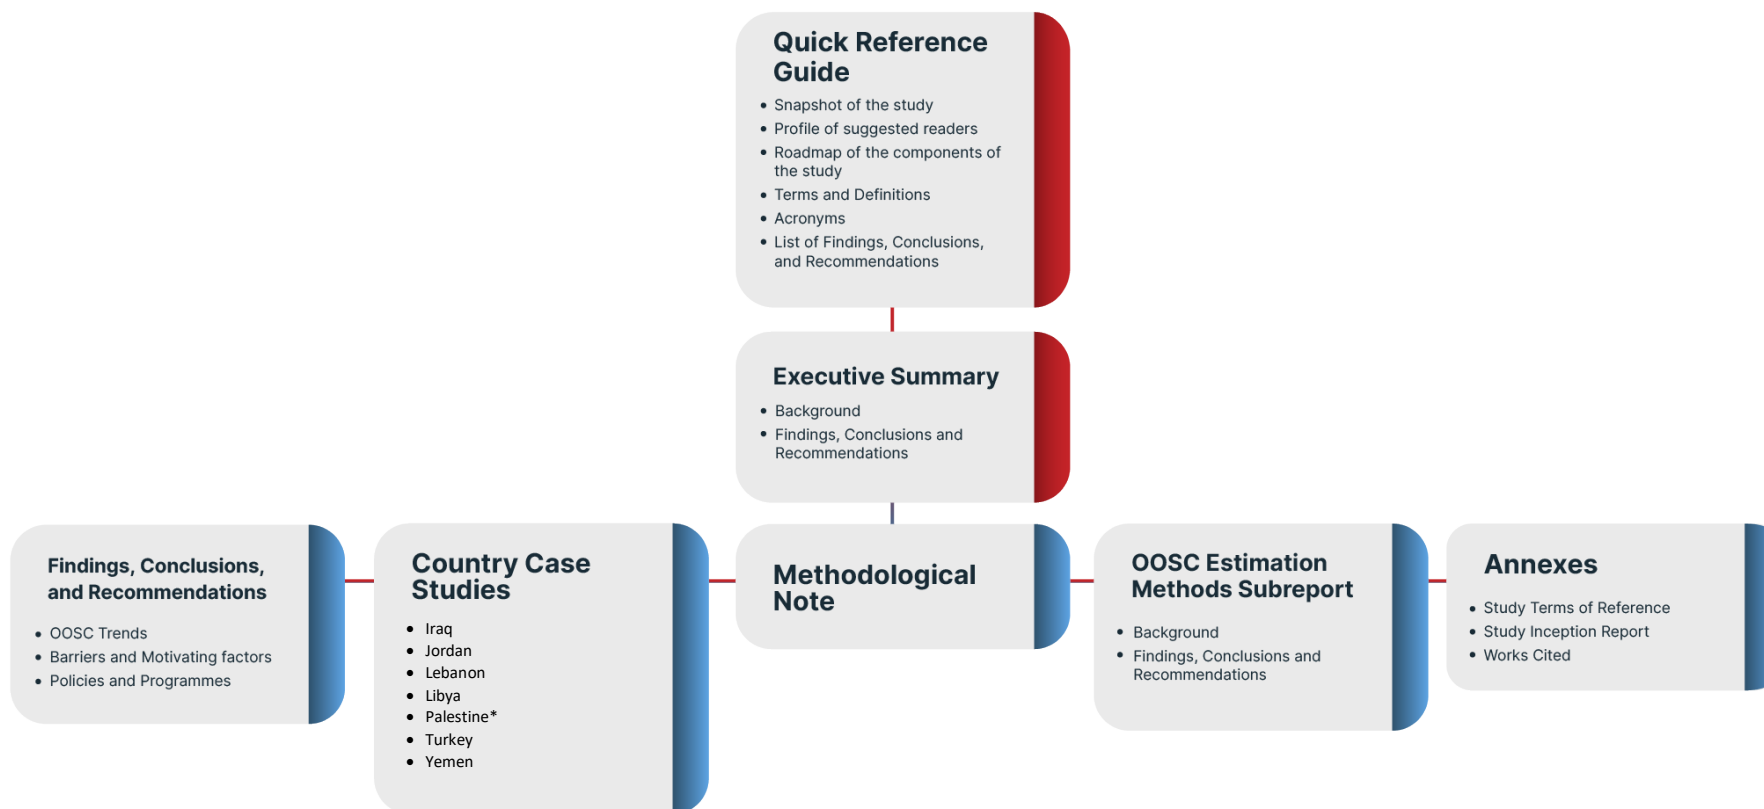 Quick Reference
Guide
• Snapshot of the study
• Profile of suggested readers
• Roadmap of the components of
the study
• Terms and Definitions
• Acronyms
• List of Findings, Conclusions,
and Recommendations
Executive Summary
• Background
• Findings, Conclusions and
Recommendations
Findings, Conclusions,
and Recommendations
• OOSC Trends
• Barriers and Motivating factors
• Policies and Programmes
Country Case
Studies
• Iraq
• Jordan
• Lebanon
• Libya
• Palestine*
• Turkey
• Yemen
Methodological
Note
OOSC Estimation
Methods Subreport
• Background
• Findings, Conclusions and
Recommendations
Annexes
• Study Terms of Reference
• Study Inception Report
• Works Cited